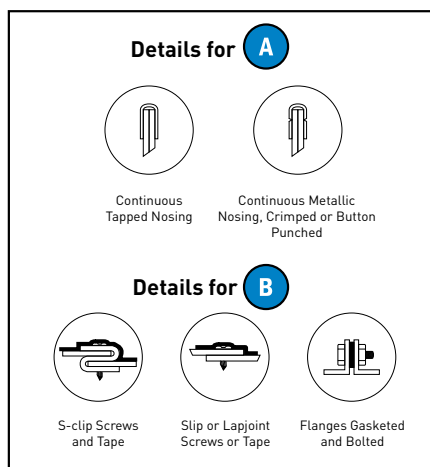 Details for A
Continuous
Tapped Nosing
Continuous Metallic
Nosing, Crimped or Button
Punched
Details for B
S-clip Screws
and Tape
Slip or Lapjoint
Screws or Tape
Flanges Gasketed
and Bolted